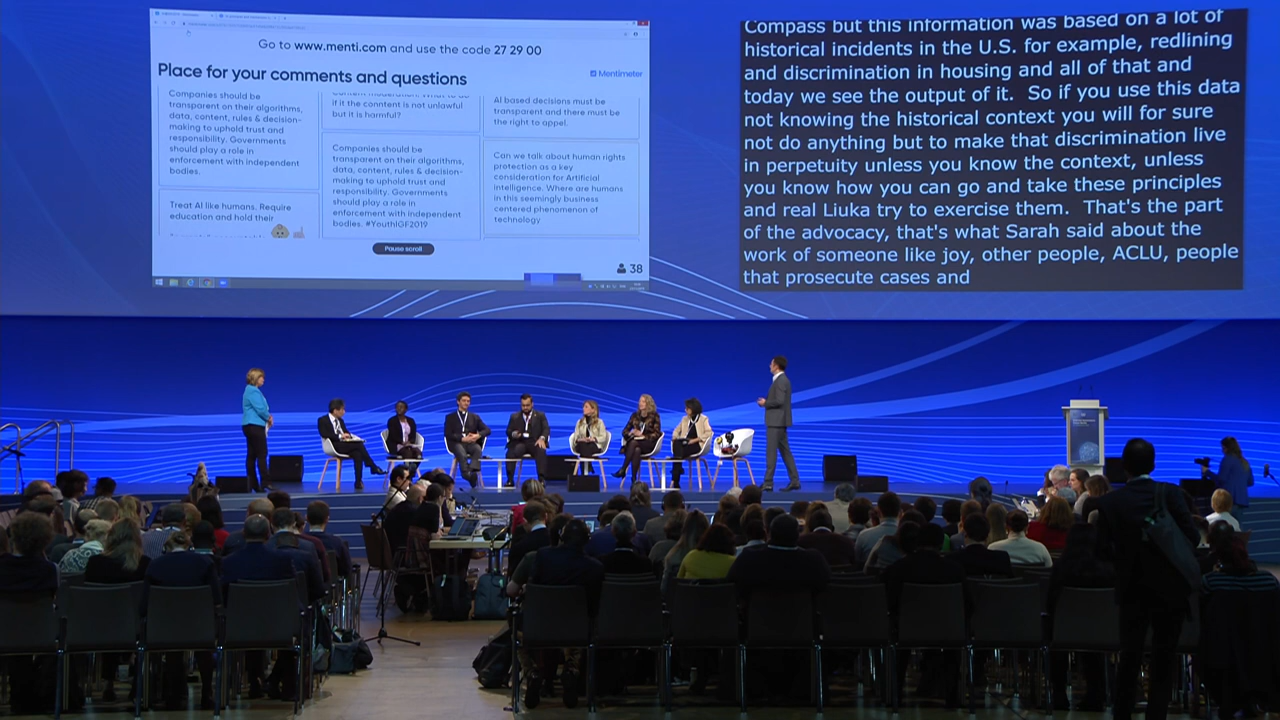 Go to www.menti.com and use the code 27 29 00
Place for your comments and questions
Mentimeter
Companies should be
transparent on their algorithms,
data, content, rules & decision-
making to uphold trust and
responsibility. Governments
should play a role in
enforcement with independent
bodies.
Treat AI like humans. Require
education and hold their
if it the conntent is not unlawful
but it is harmful?
Companies should be
transparent on their algorithms,
data, content, rules & decision-
making to uphold trust and
responsibility. Governments
should play a role in
enforcement with independent
bodies. #YouthIGF2019
AI based decisions must be
transparent and there must be
the right to appel.
Can we talk about human rights
protection as a key
consideration for Artificial
intelligence. Where are humans
in this seemingly business
centered phenomenon of
technology
Pause scroll
38
Compass but this information was based on a lot of
historical incidents in the U.S. for example, redlining
and discrimination in housing and all of that and
today we see the output of it.  So if you use this data
not knowing the historical context you will for sure
not do anything but to make that discrimination live
in perpetuity unless you know the context, unless
you know how you can go and take these principles
and real Liuka try to exercise them.  That's the part
of the advocacy, that's what Sarah said about the
work of someone like joy, other people, ACLU, people
that prosecute cases and